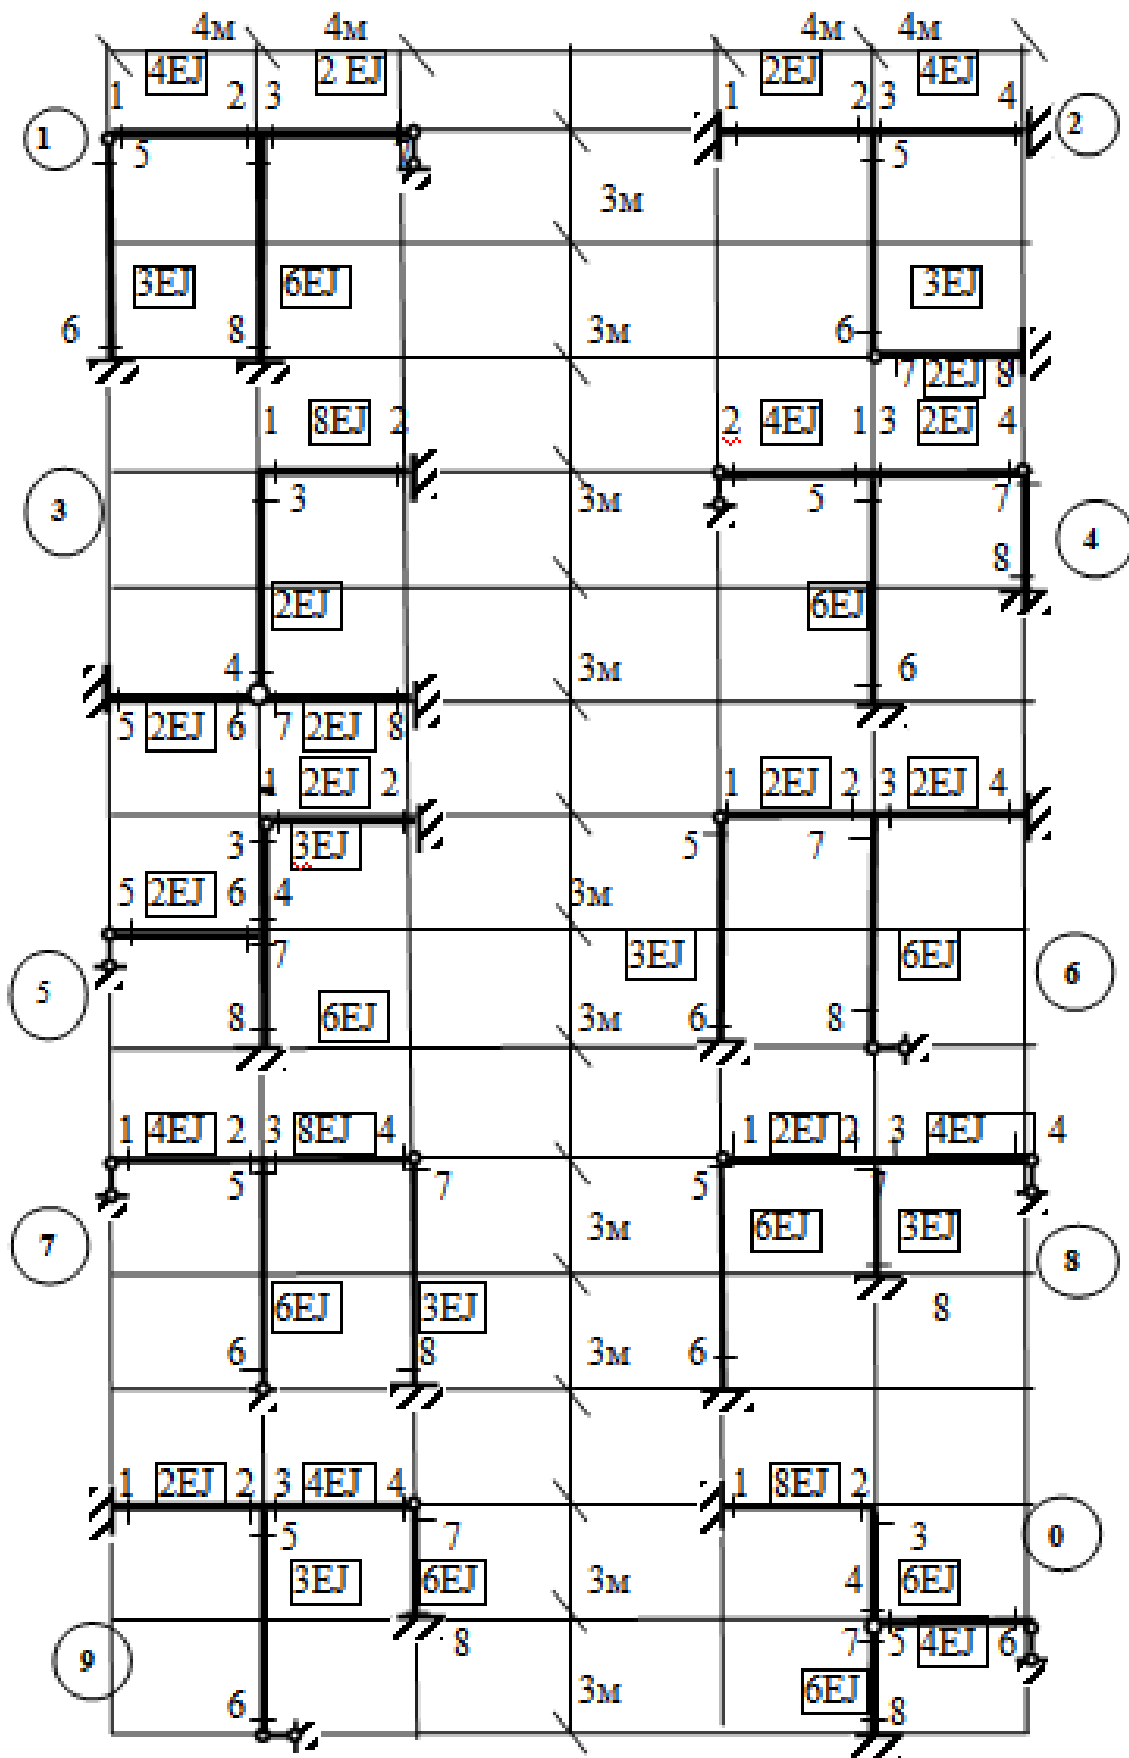 4м 4м 4м 4м
4EJ 2 EJ 2EJ 4EJ
1 2 3 1 2 3 4
1 2
5 5
3м
3EJ 6EJ 3EJ
6 8 3м 6
7 2EJ 8
1 8EJ 2 2 4EJ 1 3 2EJ 4
3 3 3м 5 7 4
8
2EJ 6EJ
4 3м 6
5 2EJ 6 7 2EJ 8
1 2EJ 2 1 2EJ 2 3 2EJ 4
3 3EJ 5 7
5 2EJ 6 4 3м
7 3EJ 6EJ 6
5
8 6EJ 3м 6 8
1 4EJ 2 3 8EJ 4 1 2EJ 2 3 4EJ 4
5 7 5 7
7 3м 6EJ 3EJ 8
6EJ 3EJ 8
6 8 3м 6
1 2EJ 2 3 4EJ 4 1 8EJ 2
5 7 3 0
3EJ 6EJ 3м 4 6EJ
9 8 7 5 4EJ 6
6 3м 6EJ 8